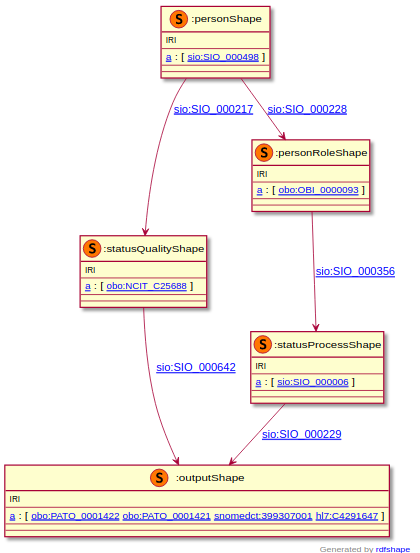 S :personShape
IRI
a : [ sio:SIO_000498 ]
sio:SIO_000217
sio:SIO_000228
S :personRoleShape
IRI
a : [ obo:OBI_0000093 ]
S :statusQualityShape
IRI
a : [ obo:NCIT_C25688 ]
sio:SIO_000356
S :statusProcessShape
IRI
a : [ sio:SIO_000006 ]
sio:SIO_000642
sio:SIO_000229
S :outputShape
IRI
a : [ obo:PATO_0001422 obo:PATO_0001421 snomedct:399307001 hl7:C4291647 ]
Generated by rdfshape